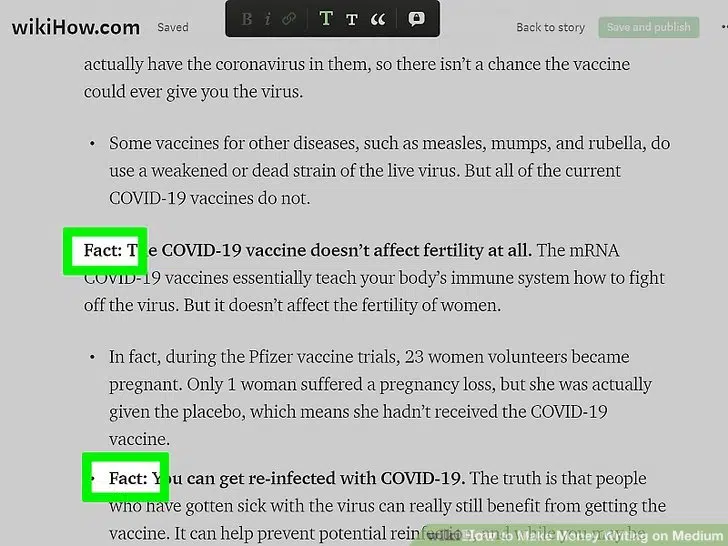 wikiHow.com Saved B i T T Back to story Save and publish
actually have the coronavirus in them, so there isn't a chance the vaccine
could ever give you the virus.
• Some vaccines for other diseases, such as measles, mumps, and rubella, do
use a weakened or dead strain of the live virus. But all of the current
COVID-19 vaccines do not.
Fact: The COVID-19 vaccine doesn't affect fertility at all. The mRNA
COVID-19 vaccines essentially teach your body's immune system how to fight
off the virus. But it doesn't affect the fertility of women.
• In fact, during the Pfizer vaccine trials, 23 women volunteers became
pregnant. Only 1 woman suffered a pregnancy loss, but she was actually
given the placebo, which means she hadn't received the COVID-19
vaccine.
• Fact: You can get re-infected with COVID-19. The truth is that people
who have gotten sick with the virus can really still benefit from getting the
vaccine. It can help prevent potential
wikiHow to Make Money Writing on Medium